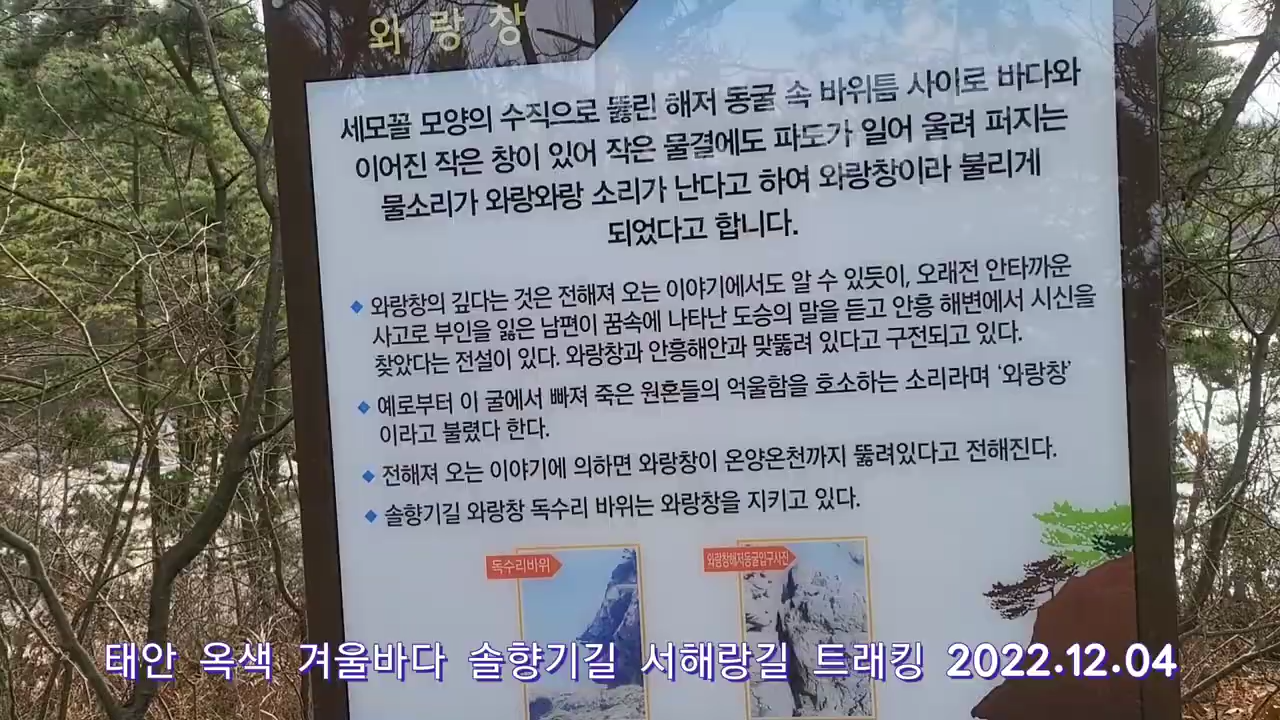 와랑창
세모꼴 모양의 수직으로 뚫린 해저 동굴 속 바위틈 사이로 바다와
이어진 작은 창이 있어 작은 물결에도 파도가 일어 울려 퍼지는
물소리가 와랑와랑 소리가 난다고 하여 와랑창이라 불리게
되었다고 합니다.
◆ 와랑창의 깊다는 것은 전해져 오는 이야기에서도 알 수 있듯이, 오래전 안타까운
사고로 부인을 잃은 남편이 꿈속에 나타난 도승의 말을 듣고 안흥 해변에서 시신을
찾았다는 전설이 있다. 와랑창과 안흥해안과 맞뚫려 있다고 구전되고 있다.
◆ 예로부터 이 굴에서 빠져 죽은 원혼들의 억울함을 호소하는 소리라며 ‘와랑창’
이라고 불렸다 한다.
◆ 전해져 오는 이야기에 의하면 와랑창이 온양온천까지 뚫려있다고 전해진다.
◆ 솔향기길 와랑창 독수리 바위는 와랑창을 지키고 있다.
독수리바위
와랑창해저동굴입구사진
태안 옥색 겨울바다 솔향기길 서해랑길 트래킹 2022.12.04